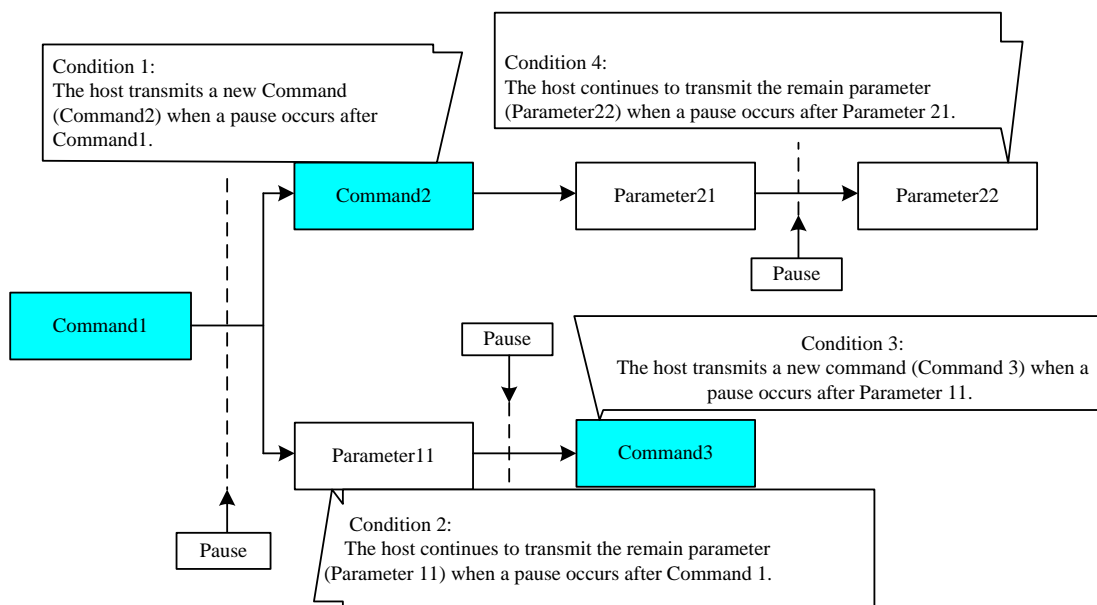 Condition 1:
The host transmits a new Command
(Command2) when a pause occurs after
Command1.
Condition 4:
The host continues to transmit the remain parameter
(Parameter22) when a pause occurs after Parameter 21.
Command2
Parameter21
Parameter22
Pause
Command1
Pause
Condition 3:
The host transmits a new command (Command 3) when a
pause occurs after Parameter 11.
Parameter11
Command3
Pause
Condition 2:
The host continues to transmit the remain parameter
(Parameter 11) when a pause occurs after Command 1.